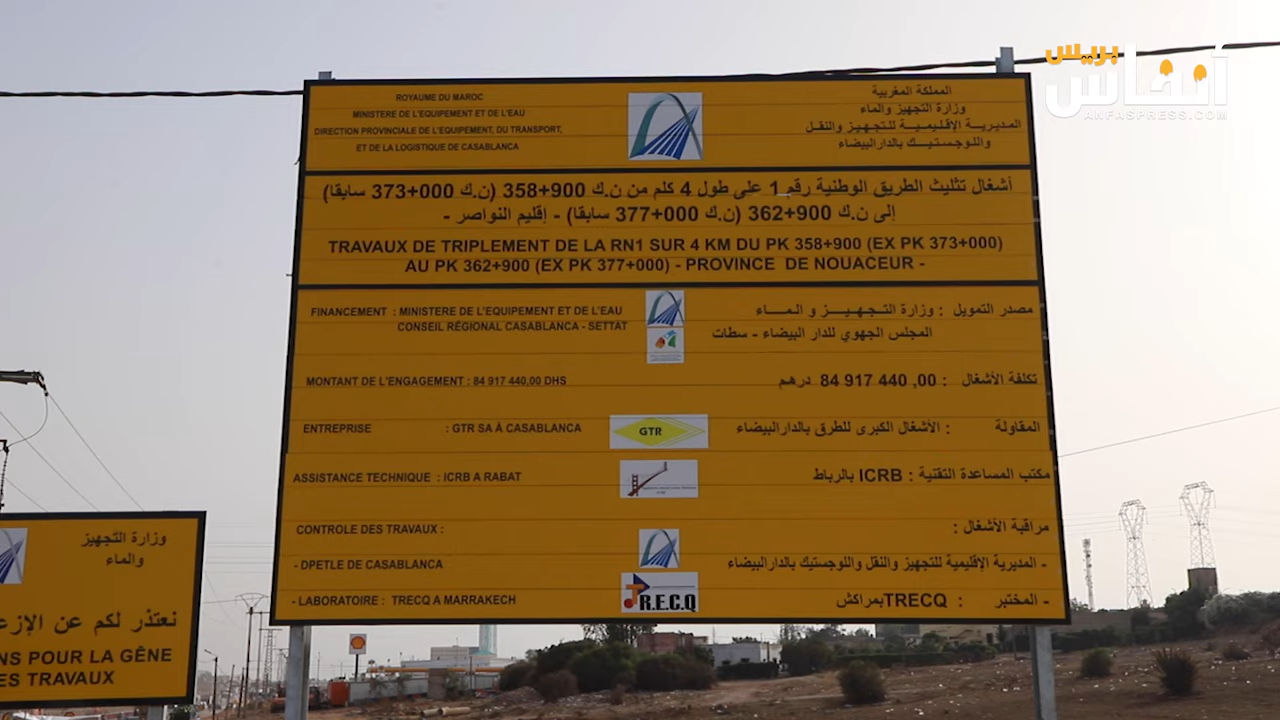 أنفاس بريس
ANFASPRESS.COM
ROYAUME DU MAROC
MINISTERE DE L'EQUIPEMENT ET DE L'EAU
DIRECTION PROVINCIALE DE L'EQUIPEMENT, DU TRANSPORT,
ET DE LA LOGISTIQUE DE CASABLANCA
المملكة المغربية
وزارة التجهيز والماء
المديرية الإقليمية للتجهيز والنقل
واللوجستيك بالدارالبيضاء
أشغال تثليث الطريق الوطنية رقم 1 على طول 4 كلم من ن.ك 358+900 (ن.ك 373+000 سابقا)
إلى ن.ك 362+900 (ن.ك 377+000 سابقا) - إقليم النواصر -
TRAVAUX DE TRIPLEMENT DE LA RN1 SUR 4 KM DU PK 358+900 (EX PK 373+000)
AU PK 362+900 (EX PK 377+000) - PROVINCE DE NOUACEUR -
FINANCEMENT : MINISTERE DE L'EQUIPEMENT ET DE L'EAU
CONSEIL RÉGIONAL CASABLANCA - SETTAT
مصدر التمويل : وزارة التجهيز و الماء
المجلس الجهوي للدار البيضاء - سطات
MONTANT DE L'ENGAGEMENT : 84 917 440,00 DHS
تكلفة الأشغال : 84 917 440 ,00 درهم
ENTREPRISE : GTR SA À CASABLANCA
GTR
المقاولة : الأشغال الكبرى للطرق بالدارالبيضاء
ASSISTANCE TECHNIQUE : ICRB A RABAT
مكتب المساعدة التقنية : ICRB بالرباط
CONTROLE DES TRAVAUX :
مراقبة الأشغال :
- DPETLE DE CASABLANCA
- المديرية الإقليمية للتجهيز والنقل واللوجستيك بالدارالبيضاء
- LABORATOIRE : TRECQ A MARRAKECH
T.R.E.C.Q
- المختبر : TRECQ بمراكش
وزارة التجهيز
والماء
نعتذر لكم عن
POUR LA GÊNE
TRAVAUX